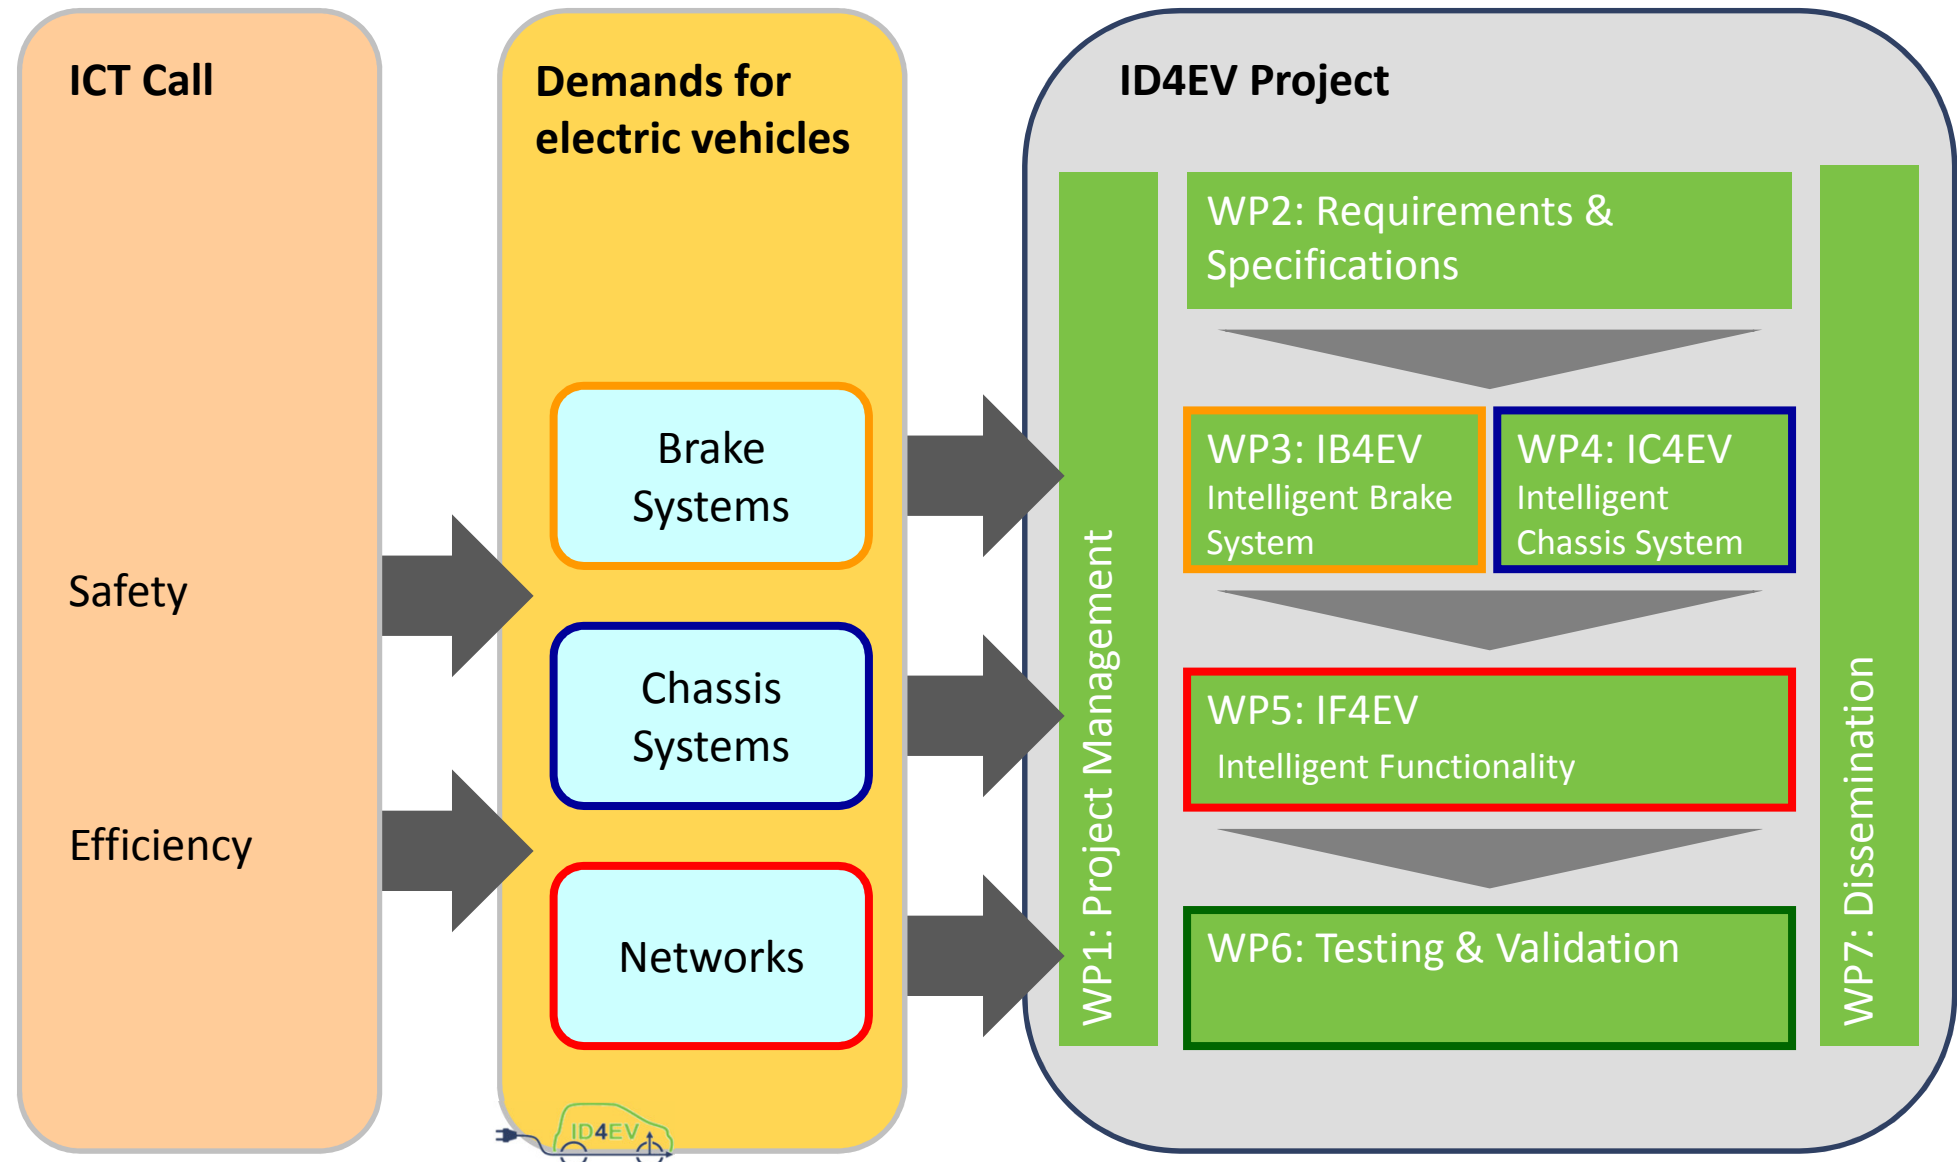 ICT Call
Safety
Efficiency
Demands for
electric vehicles
Brake
Systems
Chassis
Systems
Networks
ID4EV
ID4EV Project
WP1: Project Management
WP2: Requirements &
Specifications
WP3: IB4EV
Intelligent Brake
System
WP4: IC4EV
Intelligent
Chassis System
WP5: IF4EV
Intelligent Functionality
WP6: Testing & Validation
WP7: Dissemination